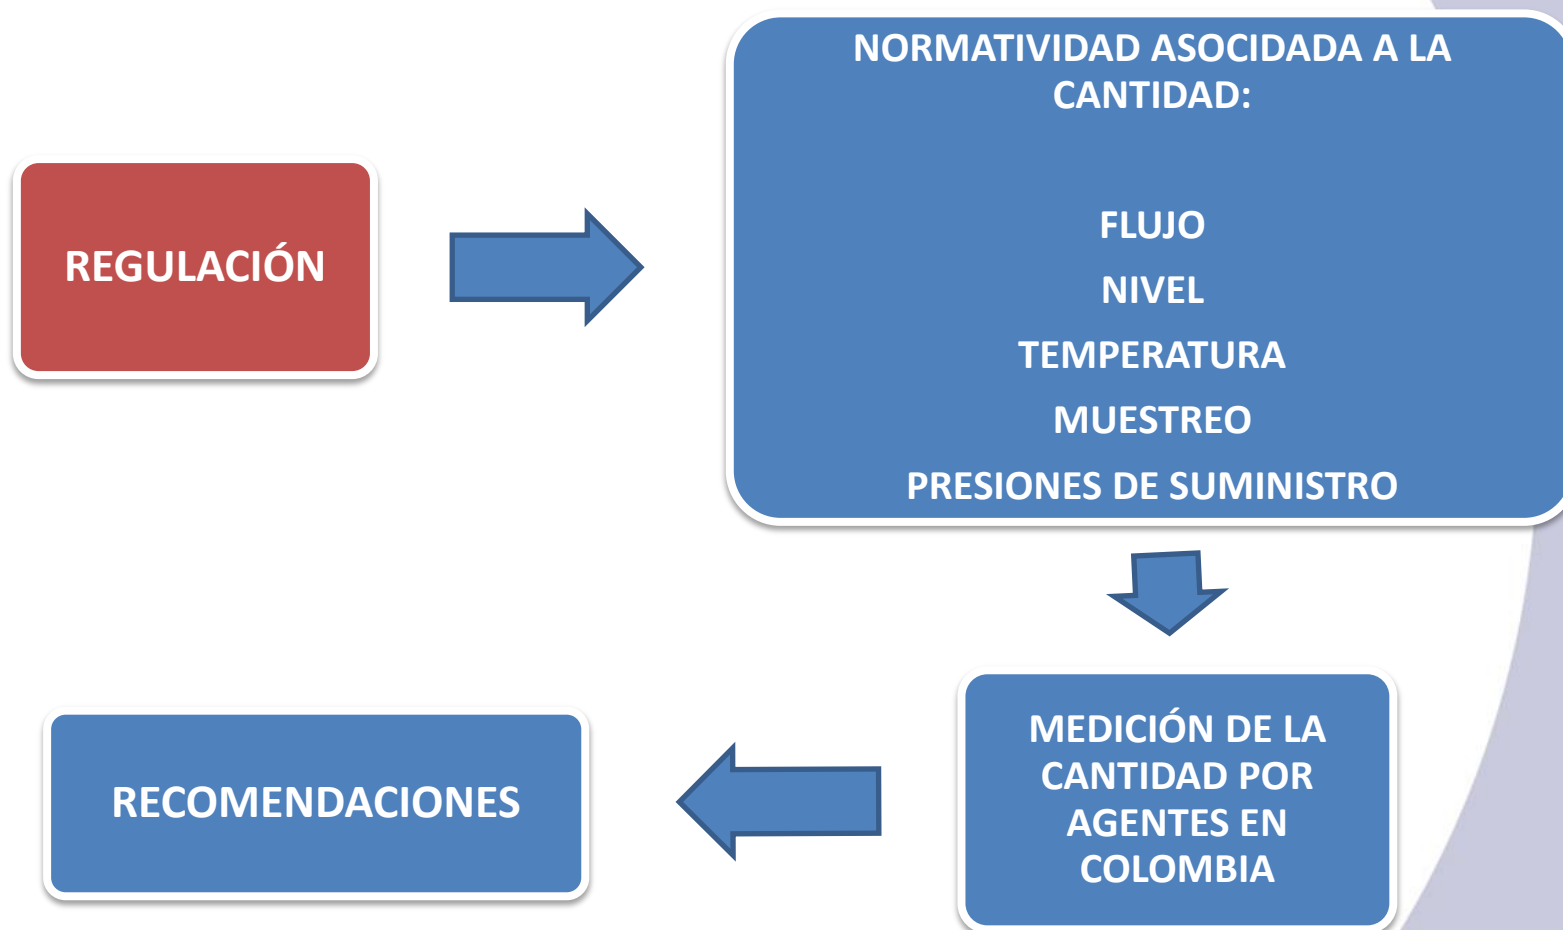 REGULACIÓN
NORMATIVIDAD ASOCIDADA A LA
CANTIDAD:
FLUJO
NIVEL
TEMPERATURA
MUESTREO
PRESIONES DE SUMINISTRO
MEDICIÓN DE LA
CANTIDAD POR
AGENTES EN
COLOMBIA
RECOMENDACIONES